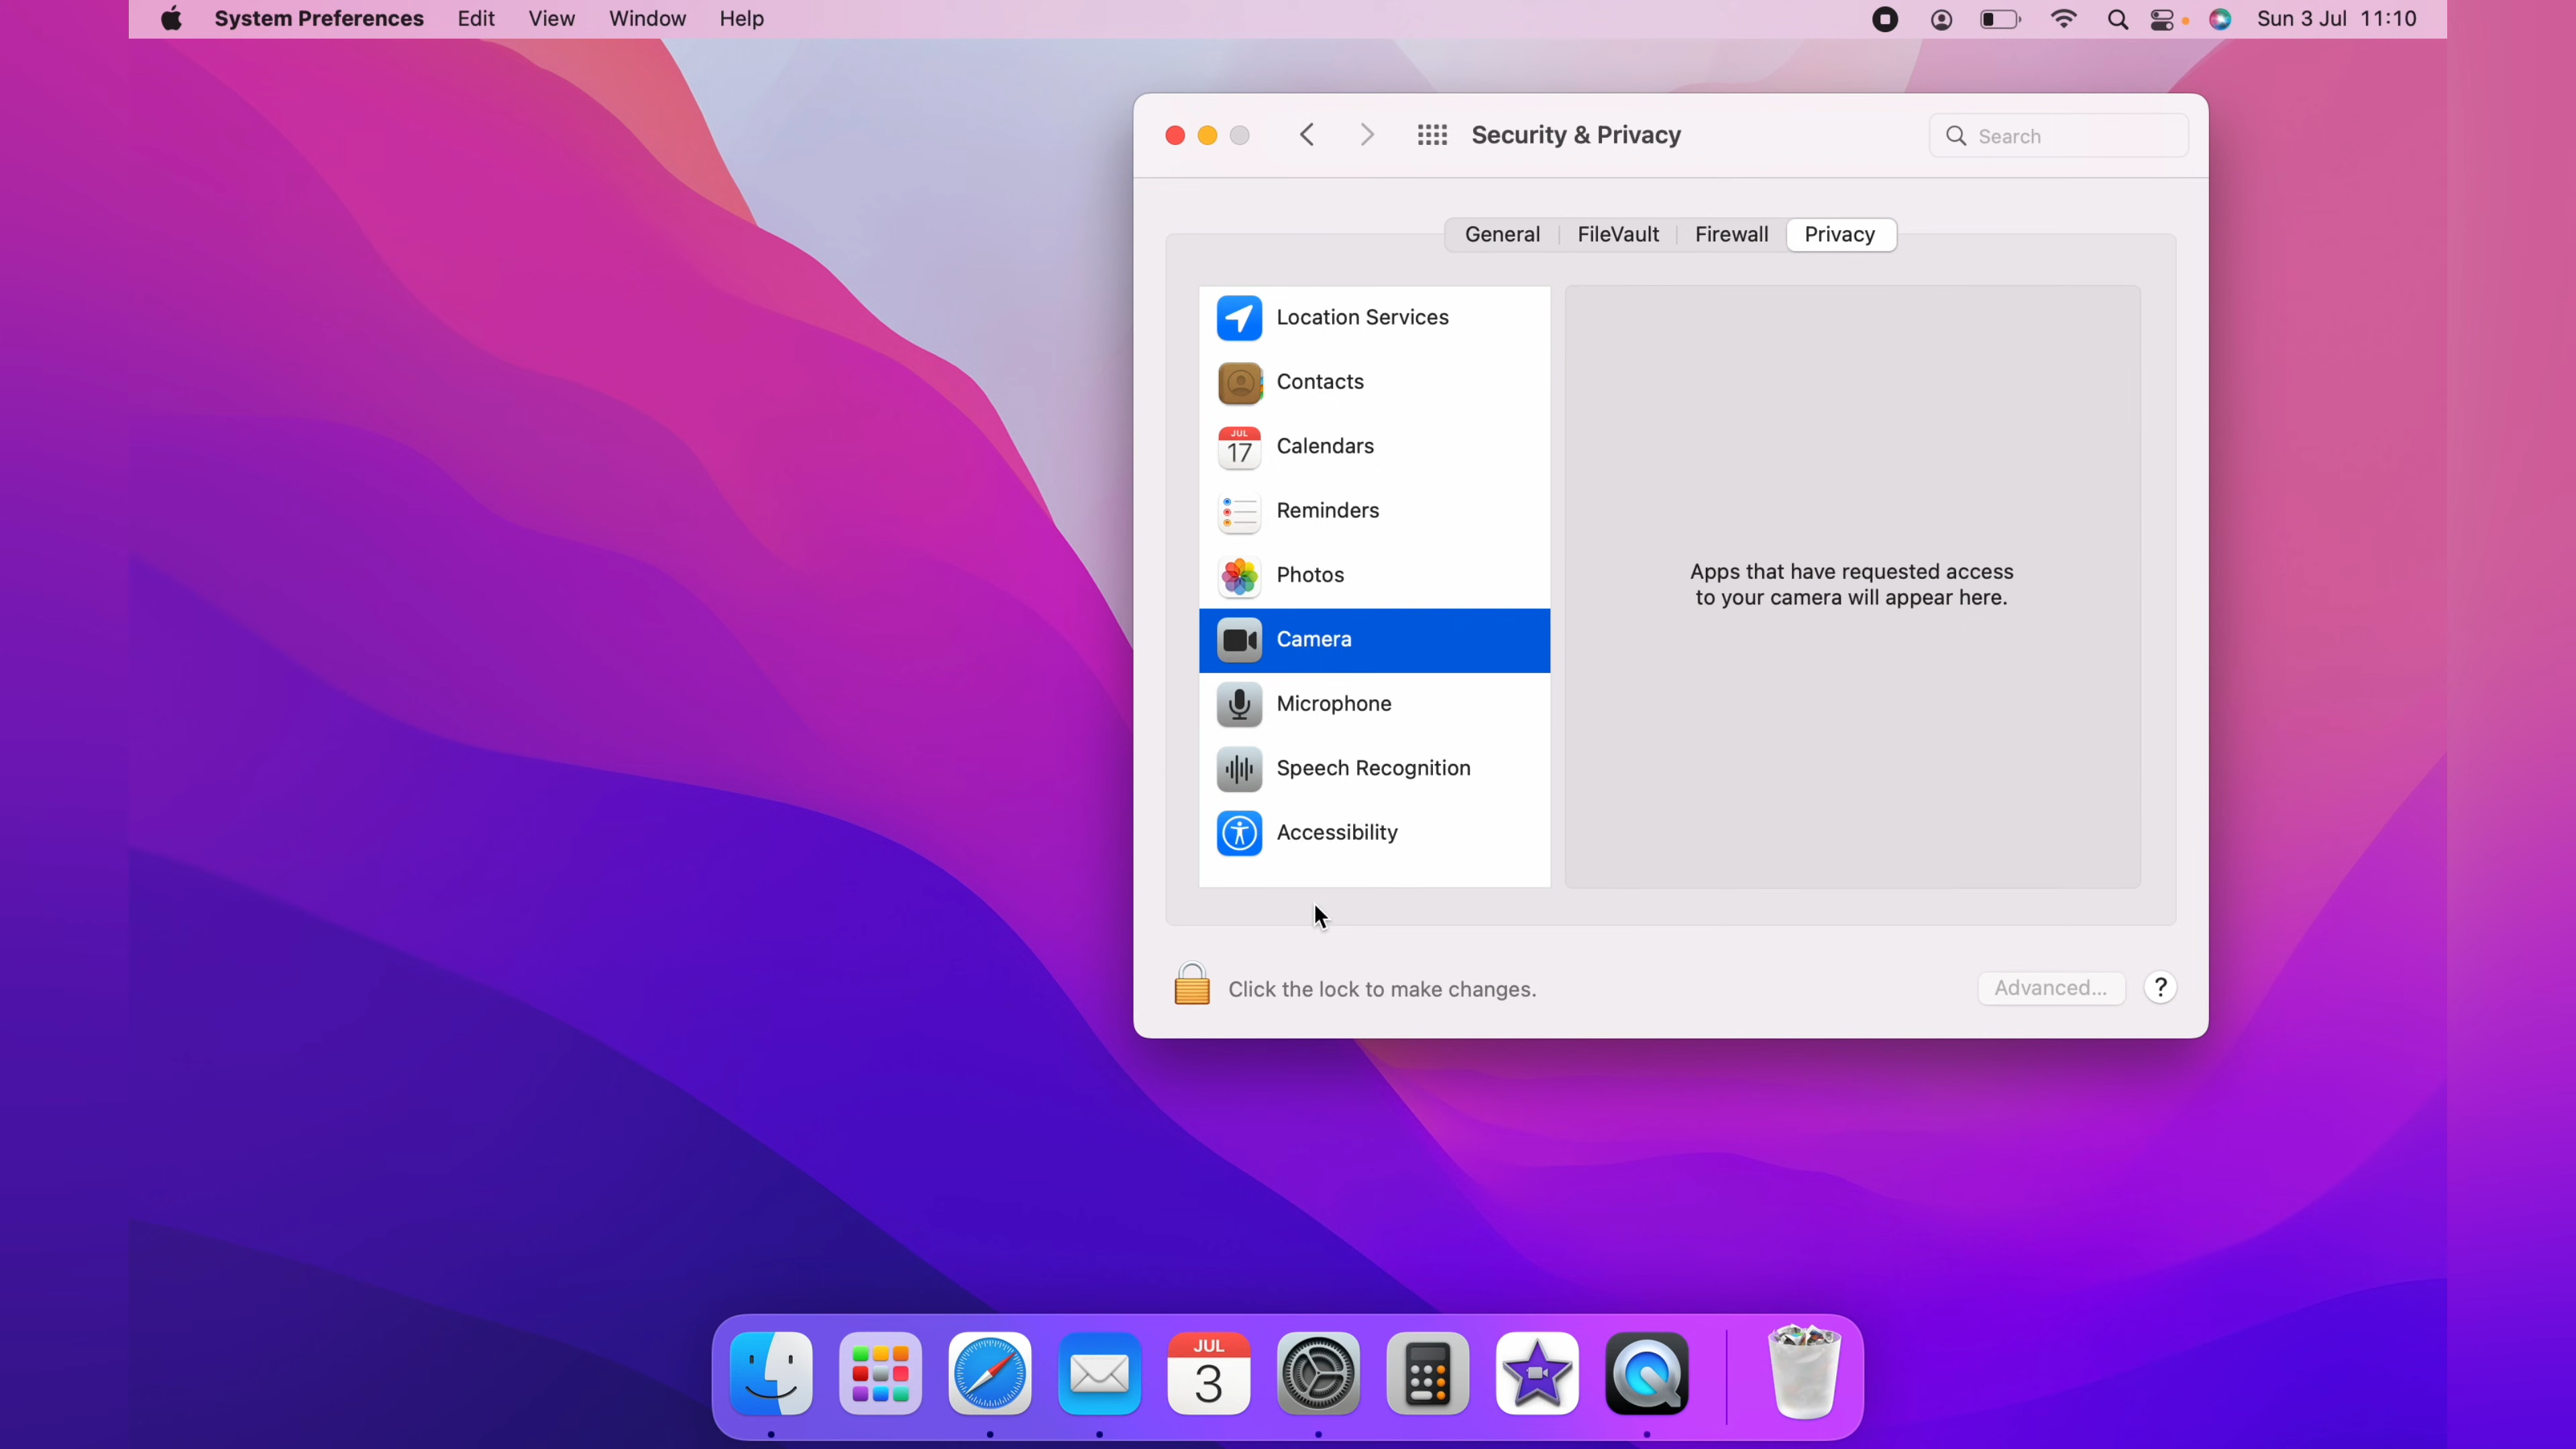 System Preferences Edit View Window Help Sun 3 Jul 11:10
Security & Privacy
Search
General FileVault Firewall Privacy
Location Services
Contacts
JUL
17
Calendars
Reminders
Photos
Camera
Microphone
Speech Recognition
Accessibility
Apps that have requested access
to your camera will appear here.
Click the lock to make changes.
Advanced...
?
JUL
3